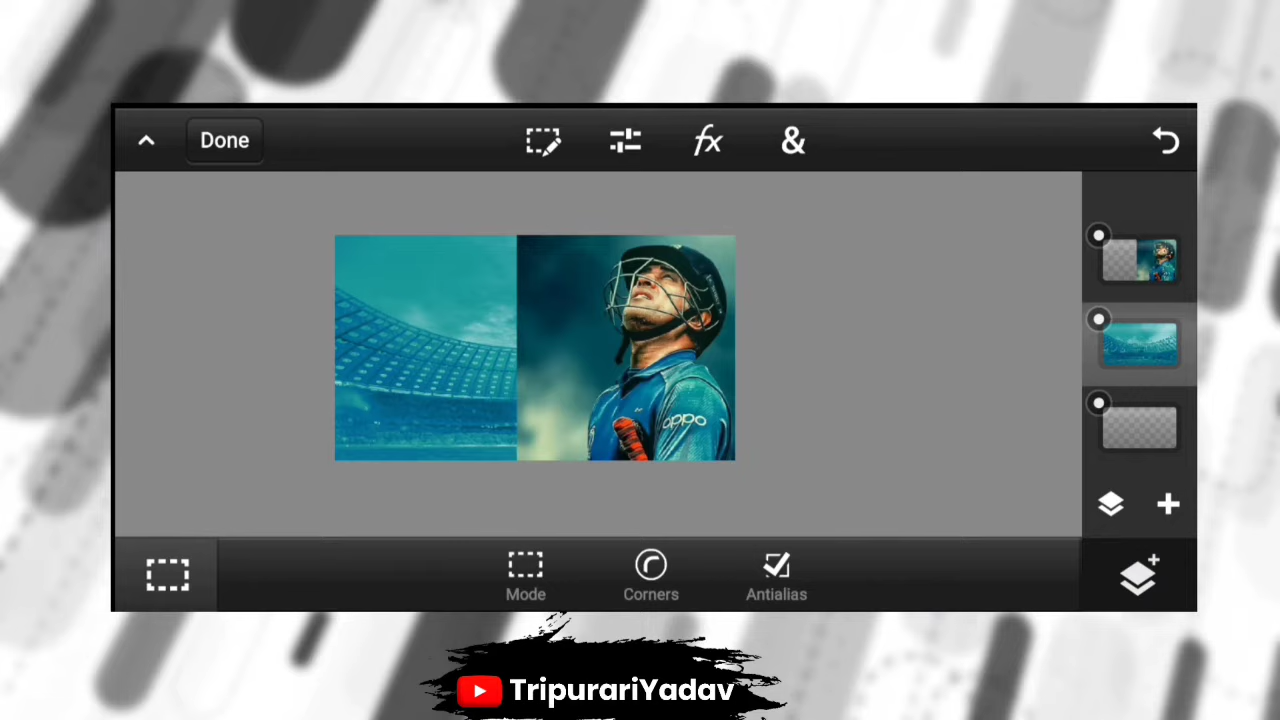 Done
fx
&
oppo
Mode
Corners
Antialias
TripurariYadav